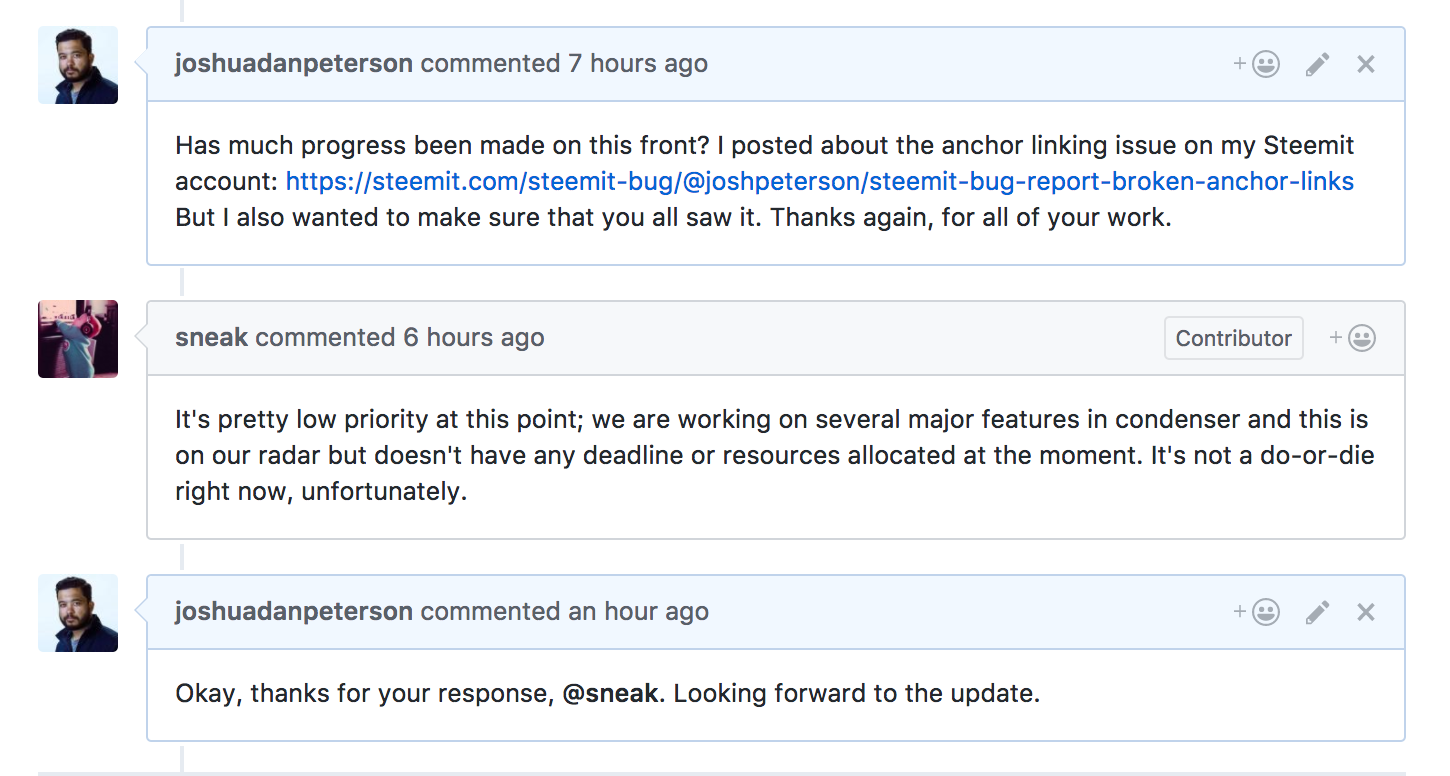 joshuadanpeterson commented 7 hours ago
Has much progress been made on this front? I posted about the anchor linking issue on my Steemit
account: https://steemit.com/steemit-bug/@joshpeterson/steemit-bug-report-broken-anchor-links
But I also wanted to make sure that you all saw it. Thanks again, for all of your work.
sneak commented 6 hours ago Contributor
It's pretty low priority at this point; we are working on several major features in condenser and this is
on our radar but doesn't have any deadline or resources allocated at the moment. It's not a do-or-die
right now, unfortunately.
joshuadanpeterson commented an hour ago
Okay, thanks for your response, @sneak. Looking forward to the update.